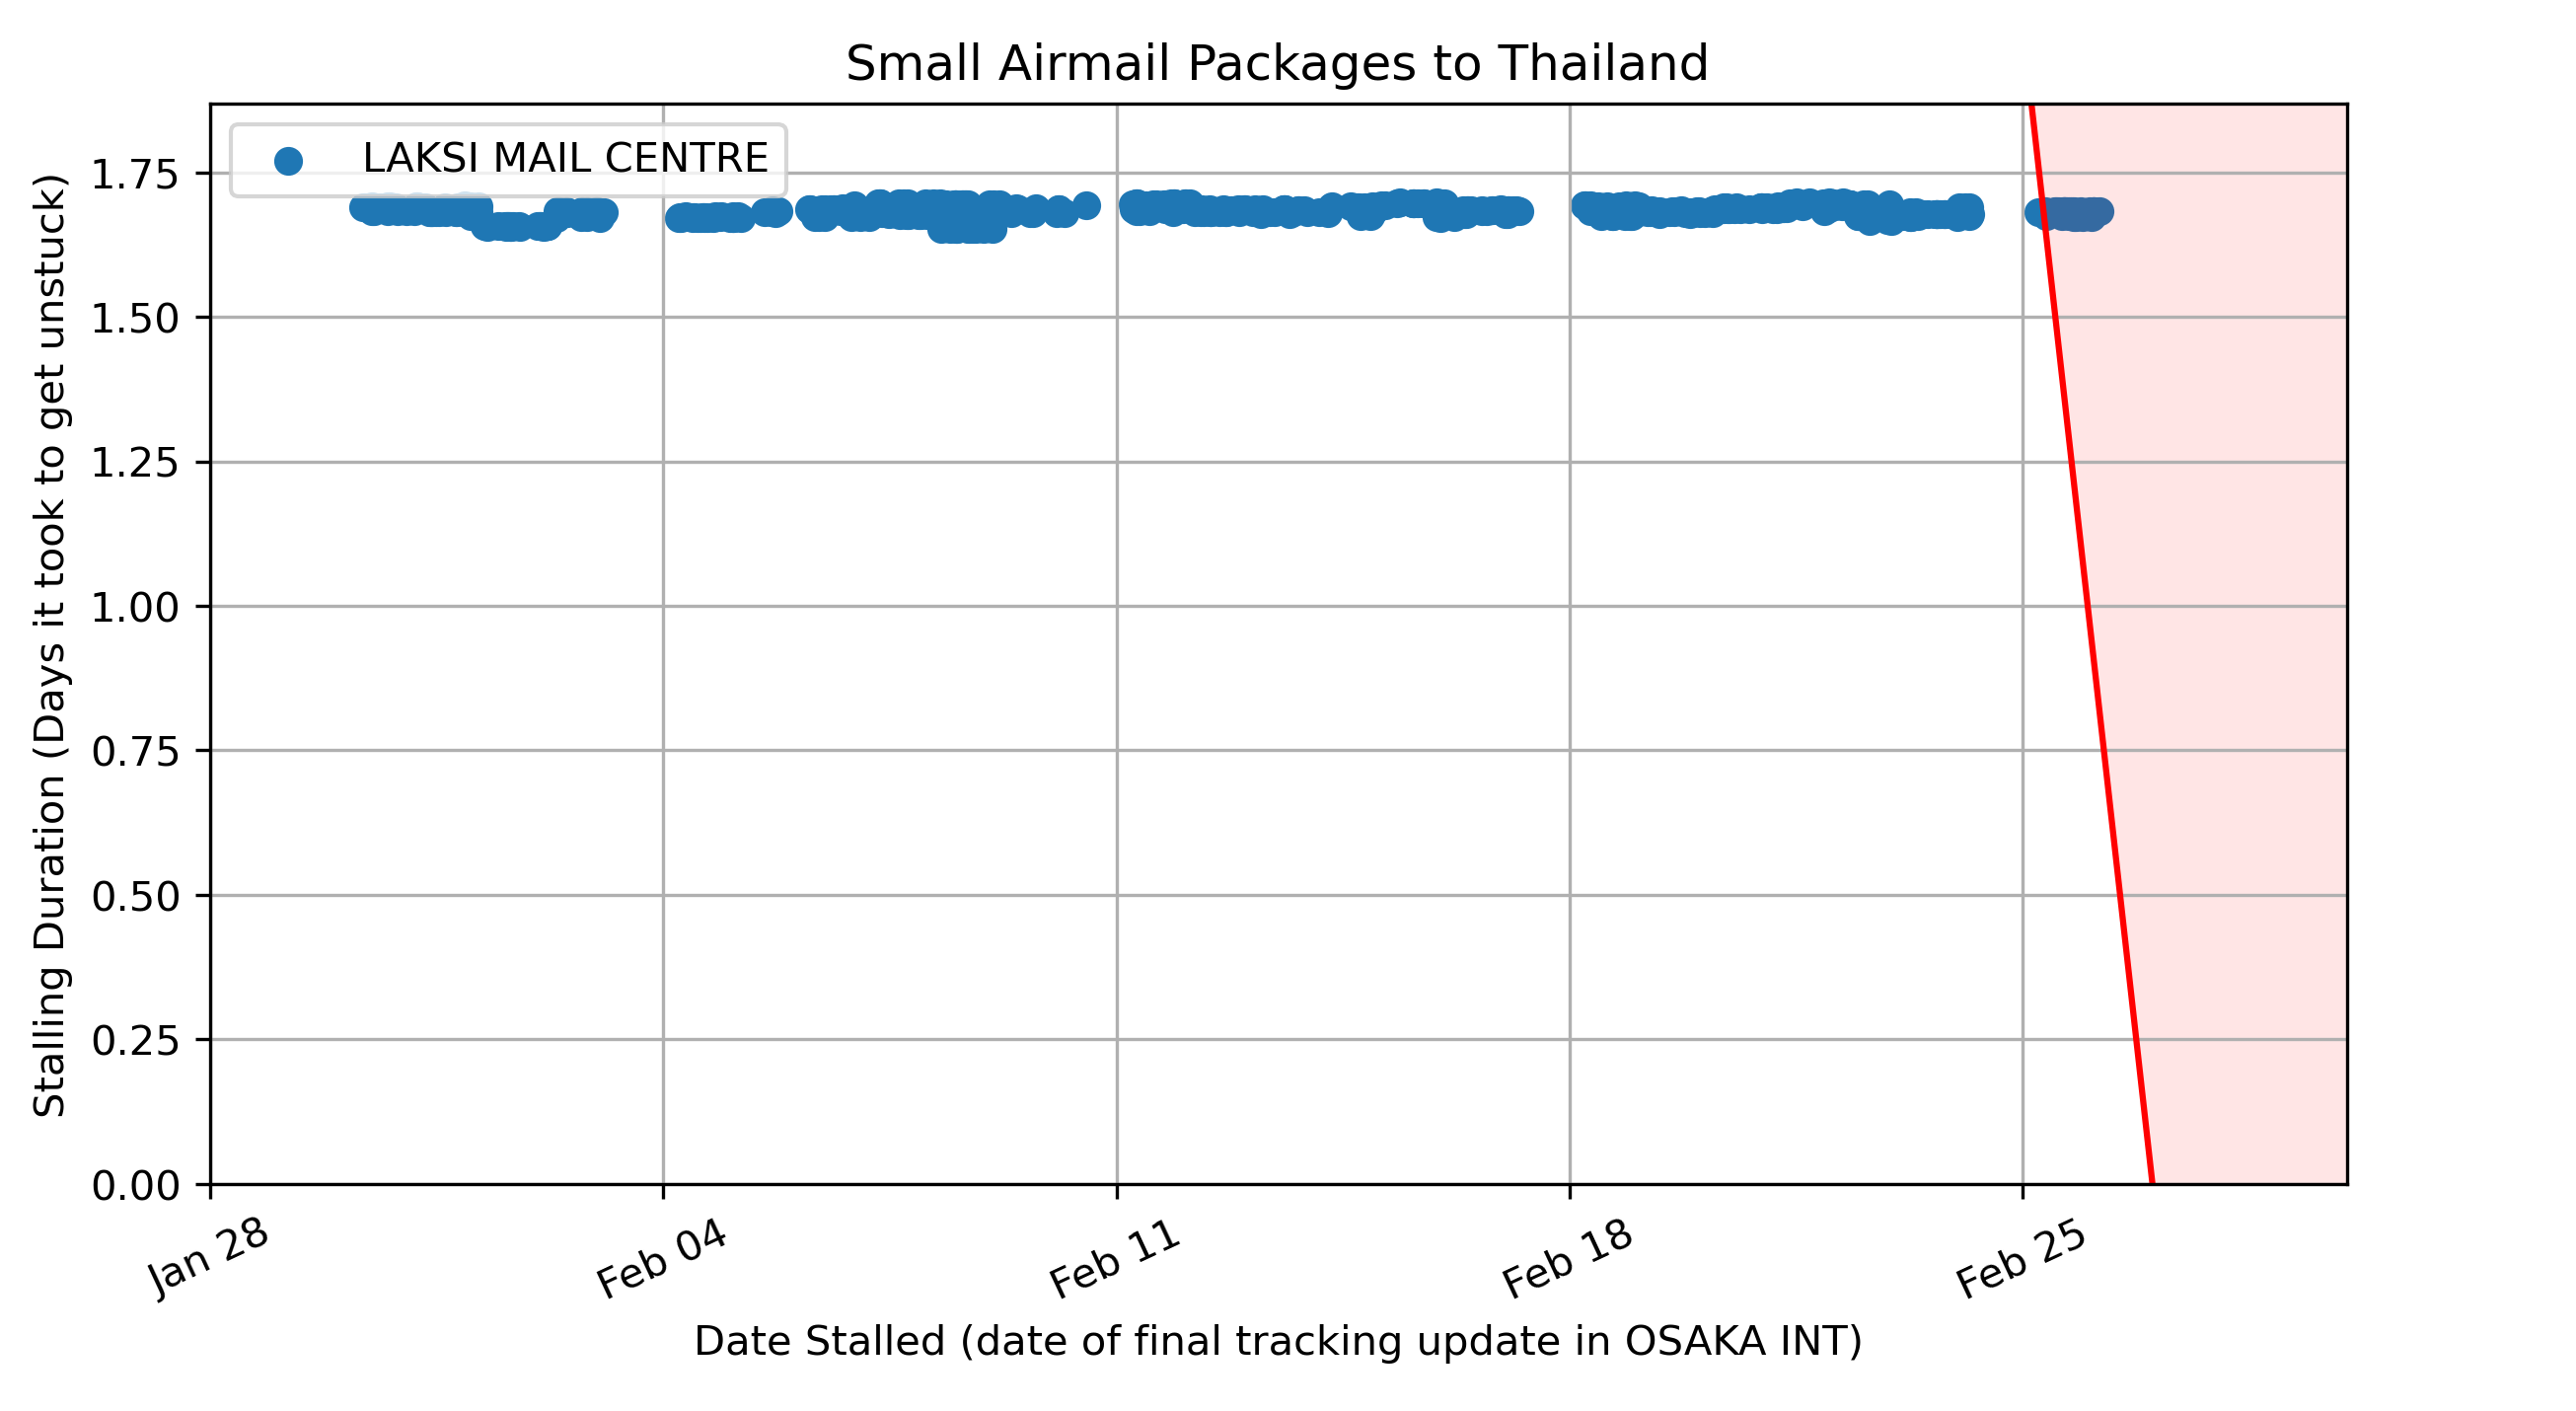 Small Airmail Packages to Thailand
LAKSI MAIL CENTRE
Stalling Duration (Days it took to get unstuck)
1.75
1.50
1.25
1.00
0.75
0.50
0.25
0.00
Jan 28
Feb 04
Feb 11
Feb 18
Feb 25
Date Stalled (date of final tracking update in OSAKA INT)